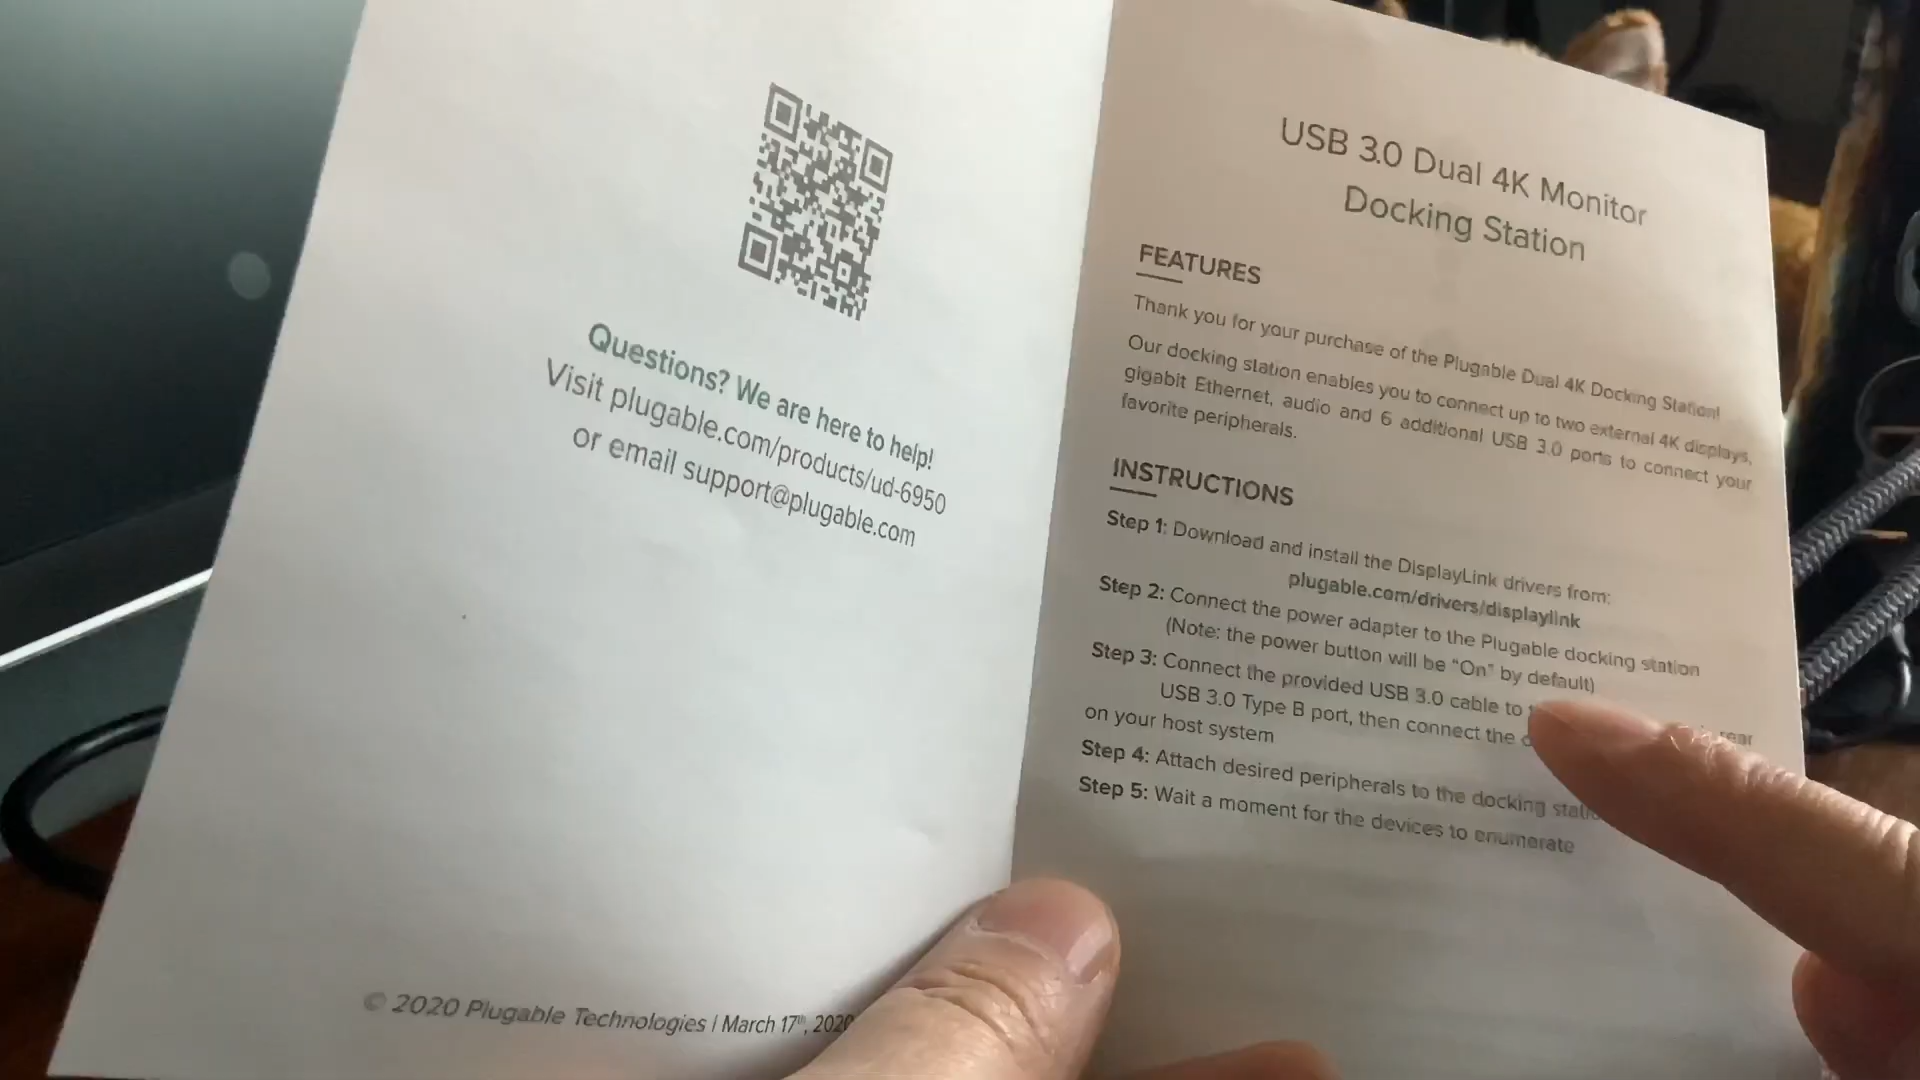 Questions? We are here to help!
Visit plugable.com/products/ud-6950
or email support@plugable.com
© 2020 Plugable Technologies | March 17th, 2020
USB 3.0 Dual 4K Monitor
Docking Station
FEATURES
Thank you for your purchase of the Plugable Dual 4K Docking Station!
Our docking station enables you to connect up to two external 4K displays,
gigabit Ethernet, audio and 6 additional USB 3.0 ports to connect your
favorite peripherals.
INSTRUCTIONS
Step 1: Download and install the DisplayLink drivers from:
plugable.com/drivers/displaylink
Step 2: Connect the power adapter to the Plugable docking station
(Note: the power button will be “On” by default)
Step 3: Connect the provided USB 3.0 cable to rear
USB 3.0 Type B port, then connect the
on your host system
Step 4: Attach desired peripherals to the docking
Step 5: Wait a moment for the devices to enumerate